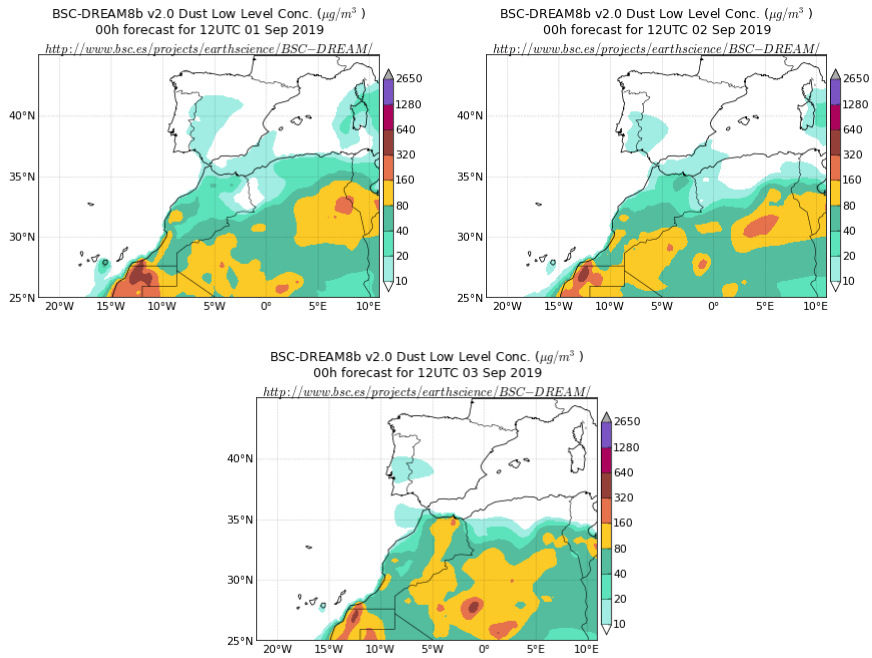 BSC-DREAM8b v2.0 Dust Low Level Conc. (μg/m³ )
00h forecast for 12UTC 01 Sep 2019
http://www.bsc.es/projects/earthscience/BSC−DREAM/
40°N
35°N
30°N
25°N
20°W 15°W 10°W 5°W 0° 5°E 10°E
2650
1280
640
320
160
80
40
20
10
BSC-DREAM8b v2.0 Dust Low Level Conc. (μg/m³ )
00h forecast for 12UTC 02 Sep 2019
http://www.bsc.es/projects/earthscience/BSC−DREAM/
40°N
35°N
30°N
25°N
20°W 15°W 10°W 5°W 0° 5°E 10°E
2650
1280
640
320
160
80
40
20
10
BSC-DREAM8b v2.0 Dust Low Level Conc. (μg/m³ )
00h forecast for 12UTC 03 Sep 2019
http://www.bsc.es/projects/earthscience/BSC−DREAM/
40°N
35°N
30°N
25°N
20°W 15°W 10°W 5°W 0° 5°E 10°E
2650
1280
640
320
160
80
40
20
10